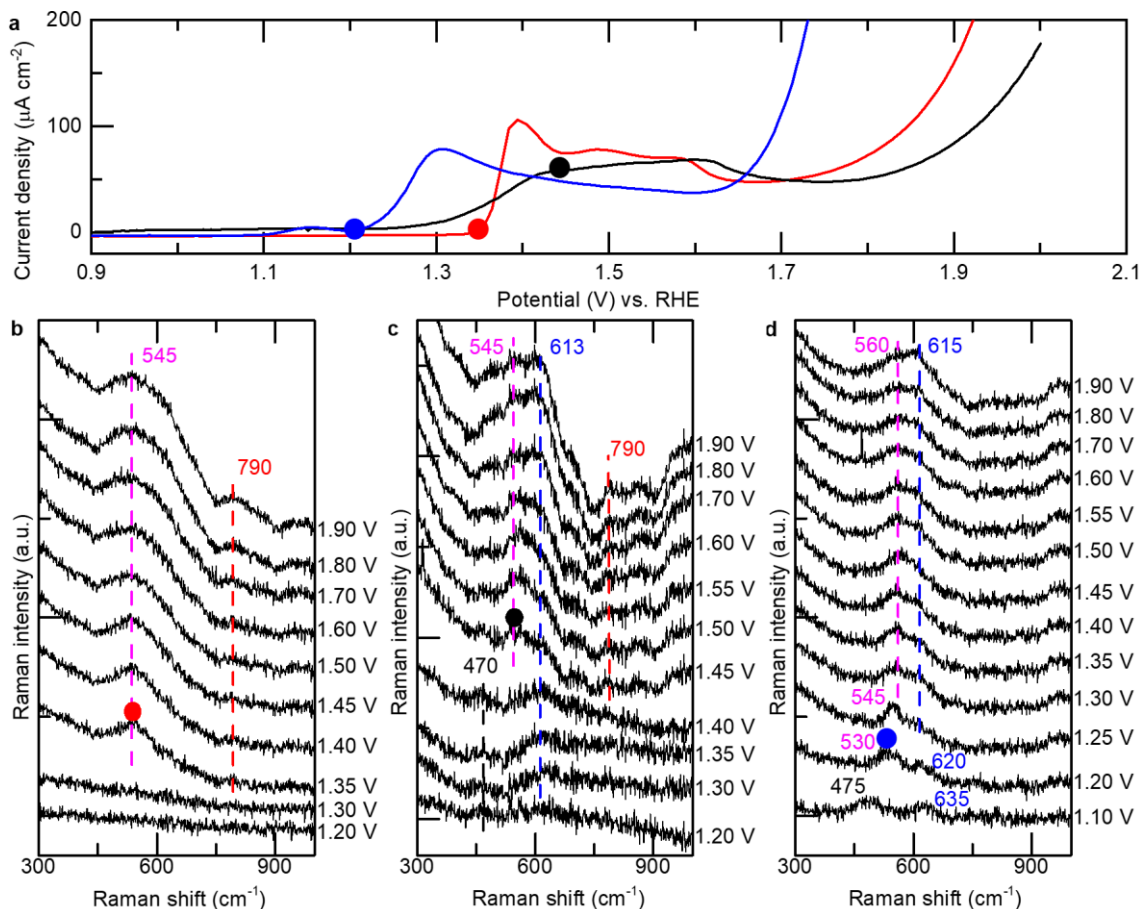 a
200
100
0
Current density (µA cm⁻²)
0.9 1.1 1.3 1.5 1.7 1.9 2.1
Potential (V) vs. RHE
b
545
790
1.90 V
1.80 V
1.70 V
1.60 V
1.50 V
1.45 V
1.40 V
1.35 V
1.30 V
1.20 V
Raman intensity (a.u.)
300 600 900
Raman shift (cm⁻¹)
c
545 613
790
470
1.90 V
1.80 V
1.70 V
1.60 V
1.55 V
1.50 V
1.45 V
1.40 V
1.35 V
1.30 V
1.20 V
Raman intensity (a.u.)
300 600 900
Raman shift (cm⁻¹)
d
560 615
545
530
620
475
635
1.90 V
1.80 V
1.70 V
1.60 V
1.55 V
1.50 V
1.45 V
1.40 V
1.35 V
1.30 V
1.25 V
1.20 V
1.10 V
Raman intensity (a.u.)
300 600 900
Raman shift (cm⁻¹)